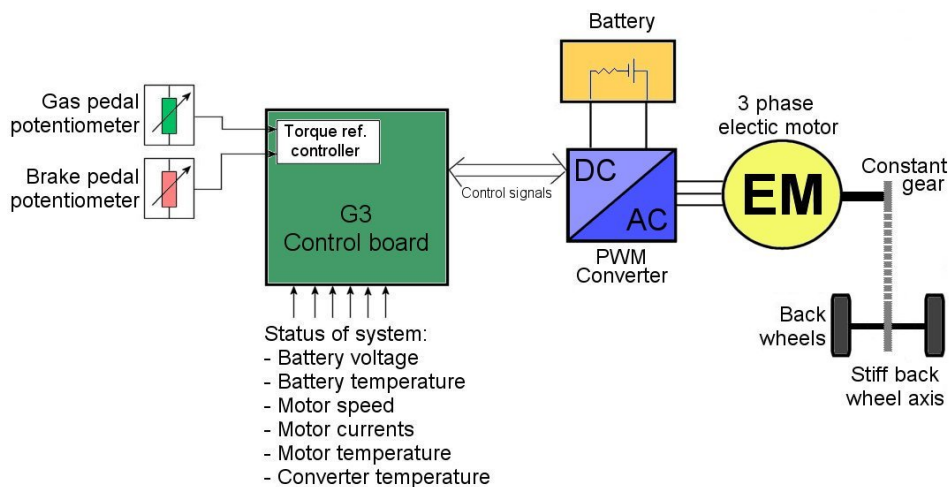 Battery
Gas pedal
potentiometer
Brake pedal
potentiometer
Torque ref.
controller
G3
Control board
Control signals
DC
AC
PWM
Converter
3 phase
electic motor
EM
Constant
gear
Back
wheels
Stiff back
wheel axis
Status of system:
- Battery voltage
- Battery temperature
- Motor speed
- Motor currents
- Motor temperature
- Converter temperature